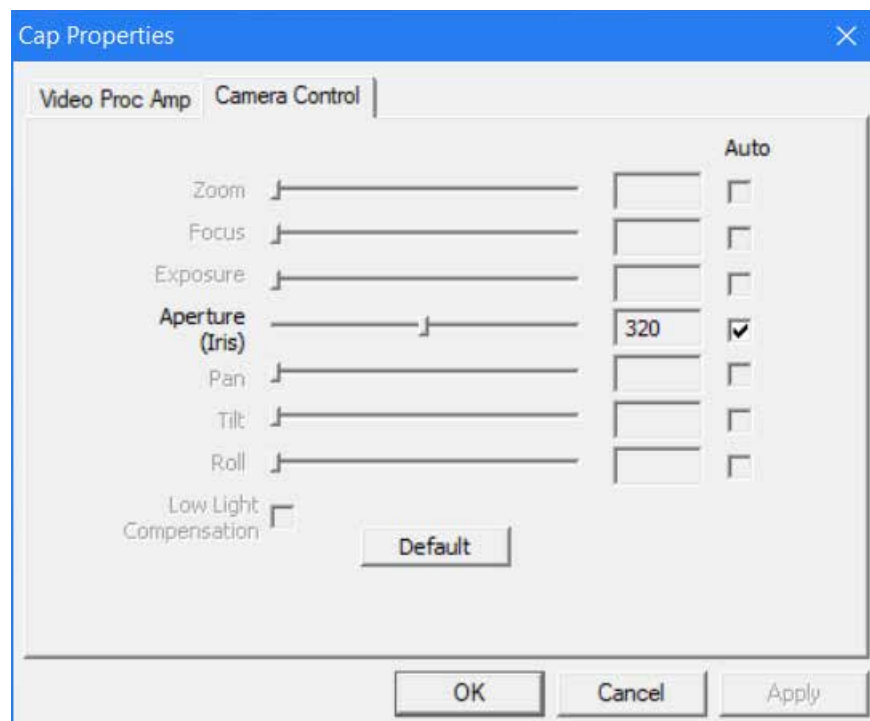 Cap Properties
Video Proc Amp
Camera Control
Auto
Zoom
Focus
Exposure
Aperture
(Iris)
320
Pan
Tilt
Roll
Low Light
Compensation
Default
OK
Cancel
Apply